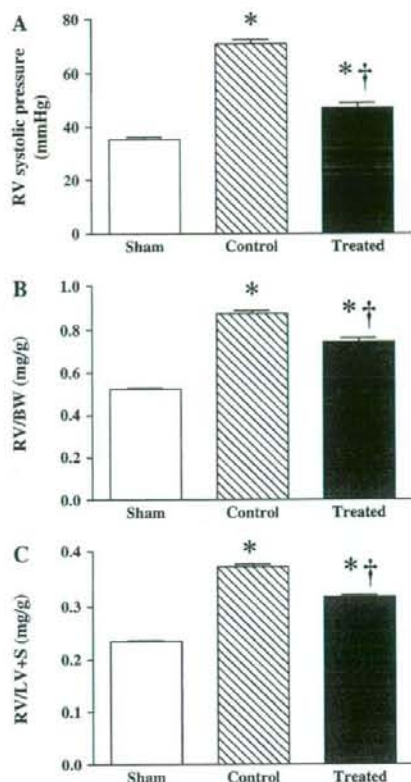 A
RV systolic pressure
(mmHg)
80
60
40
20
0
*
*†
Sham Control Treated
B
RV/BW (mg/g)
1.0
0.8
0.6
0.4
0.2
0.0
*
*†
Sham Control Treated
C
RV/LV+S (mg/g)
0.4
0.3
0.2
0.1
0.0
*
*†
Sham Control Treated